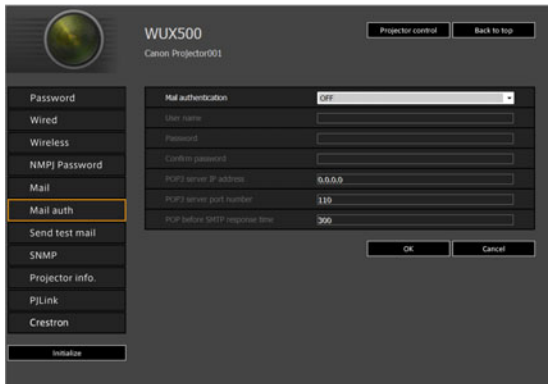 WUX500
Canon Projector001
Projector control
Back to top
Password
Wired
Wireless
NMPJ Password
Mail
Mail auth
Send test mail
SNMP
Projector info.
PJLink
Crestron
Initialize
Mail authentication OFF
User name
Password
Confirm password
POP3 server IP address 0.0.0.0
POP3 server port number 110
POP before SMTP response time 300
OK
Cancel